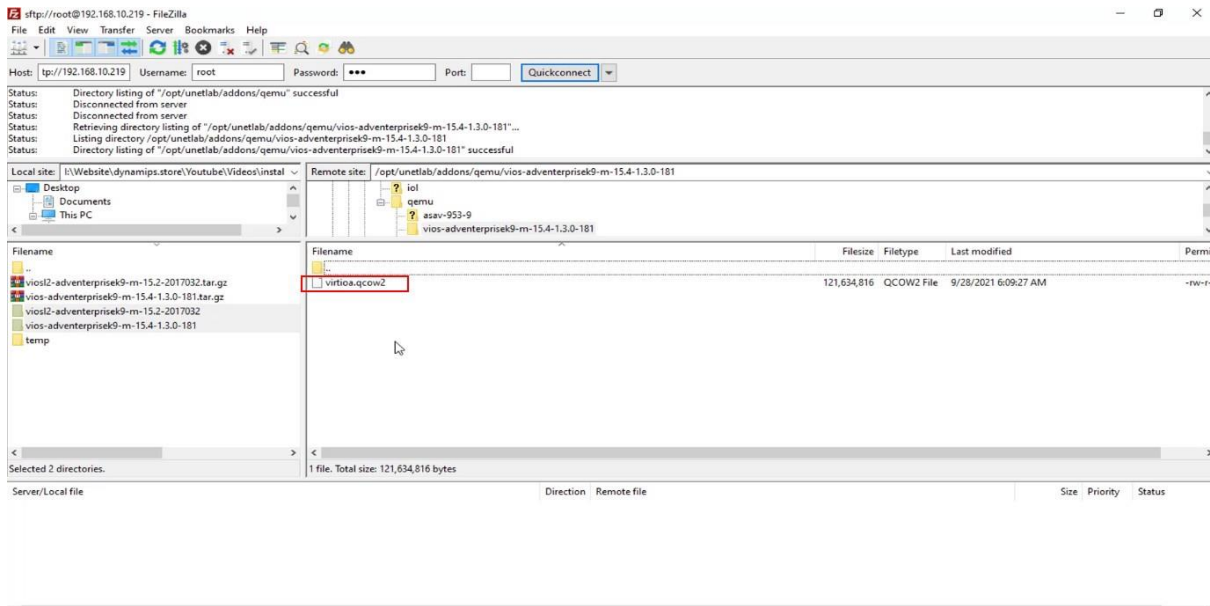 sftp://root@192.168.10.219 - FileZilla
File Edit View Transfer Server Bookmarks Help
Host: tp://192.168.10.219 Username: root Password: ●●● Port: Quickconnect
Status: Directory listing of "/opt/unetlab/addons/qemu" successful
Status: Disconnected from server
Status: Disconnected from server
Status: Retrieving directory listing of "/opt/unetlab/addons/qemu/vios-adventerprisek9-m-15.4-1.3.0-181"...
Status: Listing directory /opt/unetlab/addons/qemu/vios-adventerprisek9-m-15.4-1.3.0-181
Status: Directory listing of "/opt/unetlab/addons/qemu/vios-adventerprisek9-m-15.4-1.3.0-181" successful
Local site: I:\Website\dynamips.store\Youtube\Videos\instal
Remote site: /opt/unetlab/addons/qemu/vios-adventerprisek9-m-15.4-1.3.0-181
Desktop
Documents
This PC
iol
qemu
asav-953-9
vios-adventerprisek9-m-15.4-1.3.0-181
Filename
..
viosl2-adventerprisek9-m-15.2-2017032.tar.gz
vios-adventerprisek9-m-15.4-1.3.0-181.tar.gz
viosl2-adventerprisek9-m-15.2-2017032
vios-adventerprisek9-m-15.4-1.3.0-181
temp
Selected 2 directories.
Filename Filesize Filetype Last modified Permi
..
virtioa.qcow2 121,634,816 QCOW2 File 9/28/2021 6:09:27 AM -rw-r-
1 file. Total size: 121,634,816 bytes
Server/Local file Direction Remote file Size Priority Status